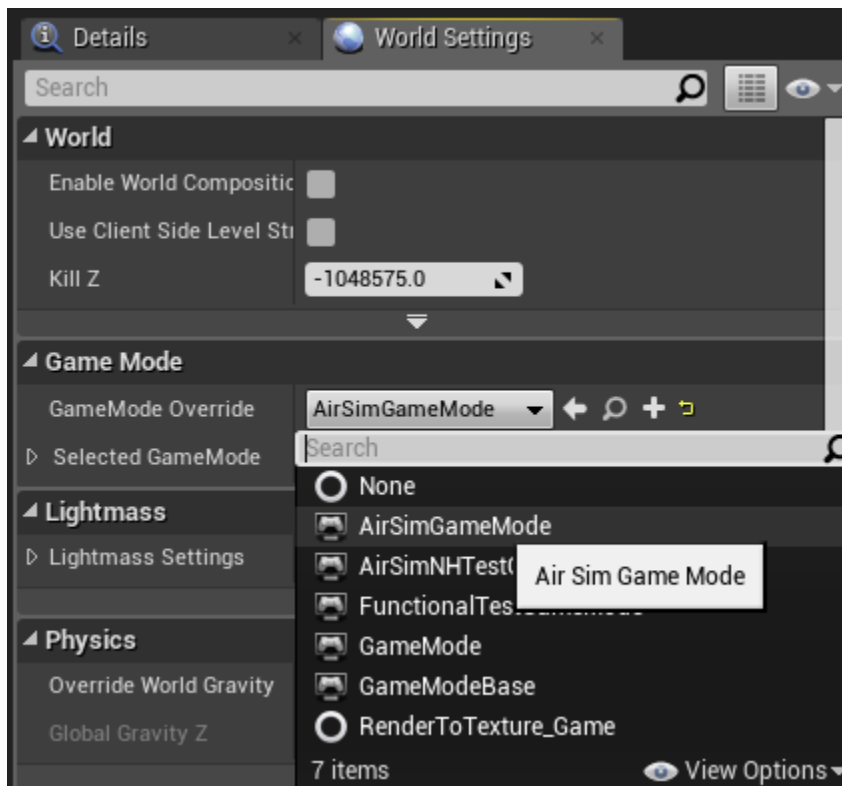 Details
World Settings
Search
World
Enable World Compositic
Use Client Side Level Str
Kill Z
-1048575.0
Game Mode
GameMode Override
AirSimGameMode
Selected GameMode
Search
None
AirSimGameMode
AirSimNHTest
Air Sim Game Mode
GameMode
GameModeBase
RenderToTexture_Game
7 items
View Options
Lightmass
Lightmass Settings
Physics
Override World Gravity
Global Gravity Z